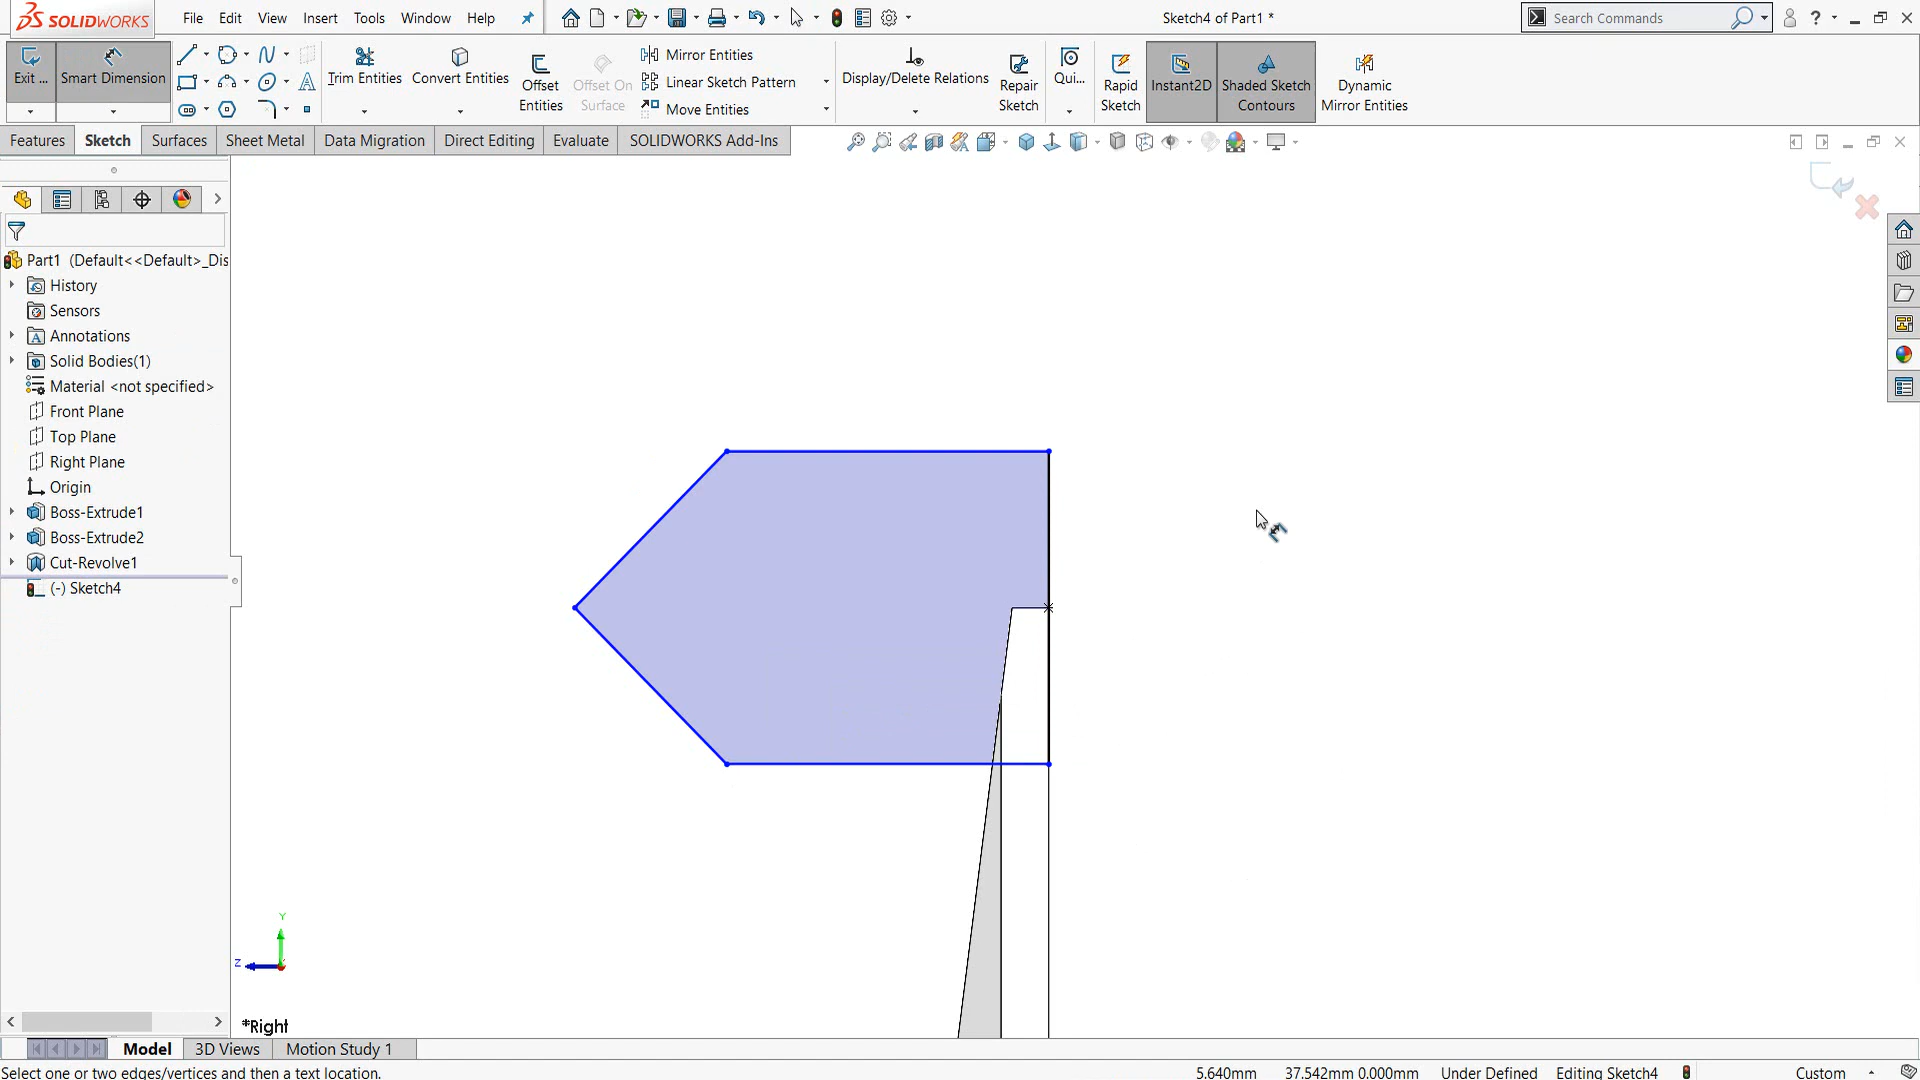 SOLIDWORKS File Edit View Insert Tools Window Help Sketch4 of Part1 * Search Commands ?
Exit ... Smart Dimension Trim Entities Convert Entities Offset Entities Offset On Surface Mirror Entities Display/Delete Relations Repair Sketch Qui... Rapid Sketch Instant2D Shaded Sketch Contours Dynamic Mirror Entities
Linear Sketch Pattern
Move Entities
Features Sketch Surfaces Sheet Metal Data Migration Direct Editing Evaluate SOLIDWORKS Add-Ins
Part1 (Default<<Default>_Dis
History
Sensors
Annotations
Solid Bodies(1)
Material <not specified>
Front Plane
Top Plane
Right Plane
Origin
Boss-Extrude1
Boss-Extrude2
Cut-Revolve1
(-) Sketch4
Y
Z
*Right
Model 3D Views Motion Study 1
Select one or two edges/vertices and then a text location. 5.640mm 37.542mm 0.000mm Under Defined Editing Sketch4 Custom